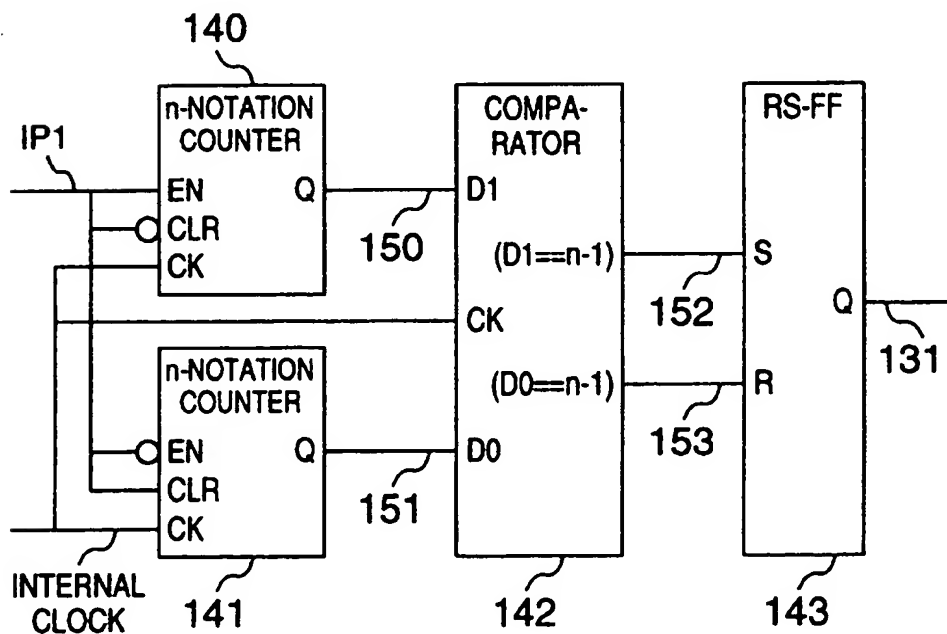 140
n-NOTATION
COUNTER
IP1
EN
CLR
CK
Q
150
COMPA-
RATOR
D1
(D1==n-1)
CK
(D0==n-1)
D0
152
153
RS-FF
S
R
Q
131
n-NOTATION
COUNTER
EN
CLR
CK
Q
151
INTERNAL
CLOCK
141
142
143